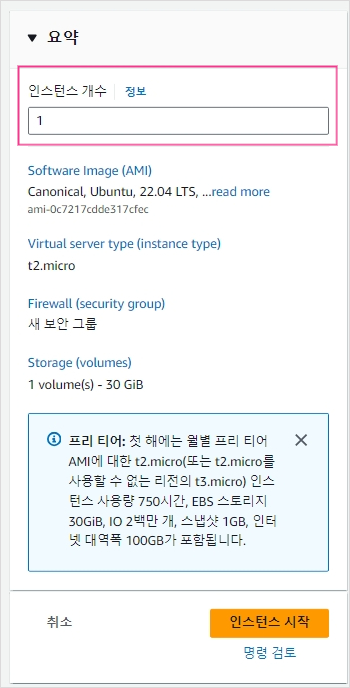 요약
인스턴스 개수 정보
1
Software Image (AMI)
Canonical, Ubuntu, 22.04 LTS, ...read more
ami-0c7217cdde317cfec
Virtual server type (instance type)
t2.micro
Firewall (security group)
새 보안 그룹
Storage (volumes)
1 volume(s) - 30 GiB
프리 티어: 첫 해에는 월별 프리 티어
AMI에 대한 t2.micro(또는 t2.micro를
사용할 수 없는 리전의 t3.micro) 인스
턴스 사용량 750시간, EBS 스토리지
30GiB, IO 2백만 개, 스냅샷 1GB, 인터
넷 대역폭 100GB가 포함됩니다.
취소 인스턴스 시작
명령 검토